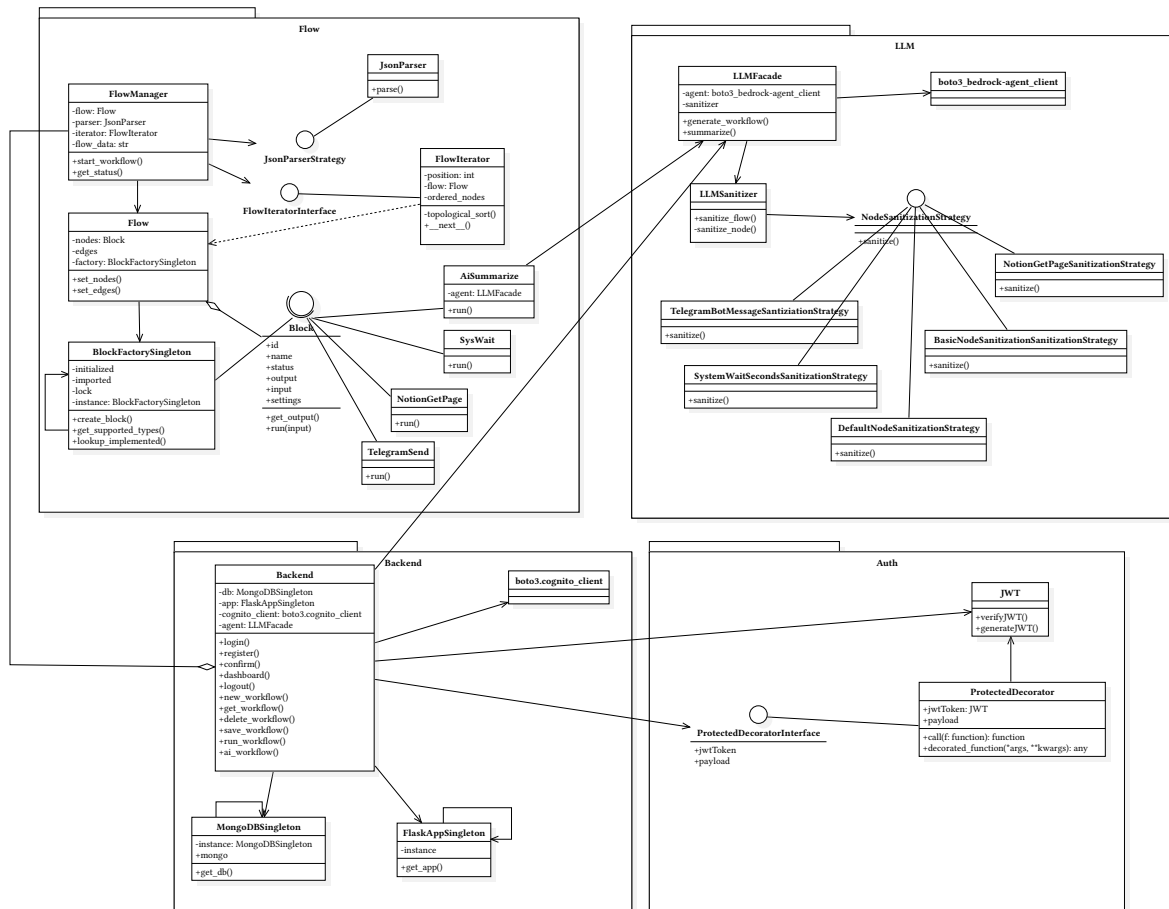 Flow
JsonParser
+parse()
FlowManager
-flow: Flow
-parser: JsonParser
-iterator: FlowIterator
-flow_data: str
+start_workflow()
+get_status()
JsonParserStrategy
FlowIteratorInterface
FlowIterator
-position: int
-flow: Flow
-ordered_nodes
-topological_sort()
+__next__()
Flow
-nodes: Block
-edges
-factory: BlockFactorySingleton
+set_nodes()
+set_edges()
AiSummarize
-agent: LLMFacade
+run()
Block
+id
+name
+status
+output
+input
+settings
+get_output()
+run(input)
SysWait
+run()
BlockFactorySingleton
-initialized
-imported
-lock
-instance: BlockFactorySingleton
+create_block()
+get_supported_types()
+lookup_implemented()
NotionGetPage
+run()
TelegramSend
+run()
LLM
LLMFacade
-agent: boto3_bedrock-agent_client
-sanitizer
+generate_workflow()
+summarize()
boto3_bedrock-agent_client
LLMSanitizer
+sanitize_flow()
-sanitize_node()
NodeSanitizationStrategy
+sanitize()
NotionGetPageSanitizationStrategy
+sanitize()
TelegramBotMessageSantiziationStrategy
+sanitize()
BasicNodeSanitizationSanitizationStrategy
+sanitize()
SystemWaitSecondsSanitizationStrategy
+sanitize()
DefaultNodeSanitizationStrategy
+sanitize()
Backend
Backend
-db: MongoDBSingleton
-app: FlaskAppSingleton
-cognito_client: boto3.cognito_client
-agent: LLMFacade
+login()
+register()
+confirm()
+dashboard()
+logout()
+new_workflow()
+get_workflow()
+delete_workflow()
+save_workflow()
+run_workflow()
+ai_workflow()
boto3.cognito_client
MongoDBSingleton
-instance: MongoDBSingleton
+mongo
+get_db()
FlaskAppSingleton
-instance
+get_app()
Auth
JWT
+verifyJWT()
+generateJWT()
ProtectedDecorator
+jwtToken: JWT
+payload
+call(f: function): function
+decorated_function(*args, **kwargs): any
ProtectedDecoratorInterface
+jwtToken
+payload